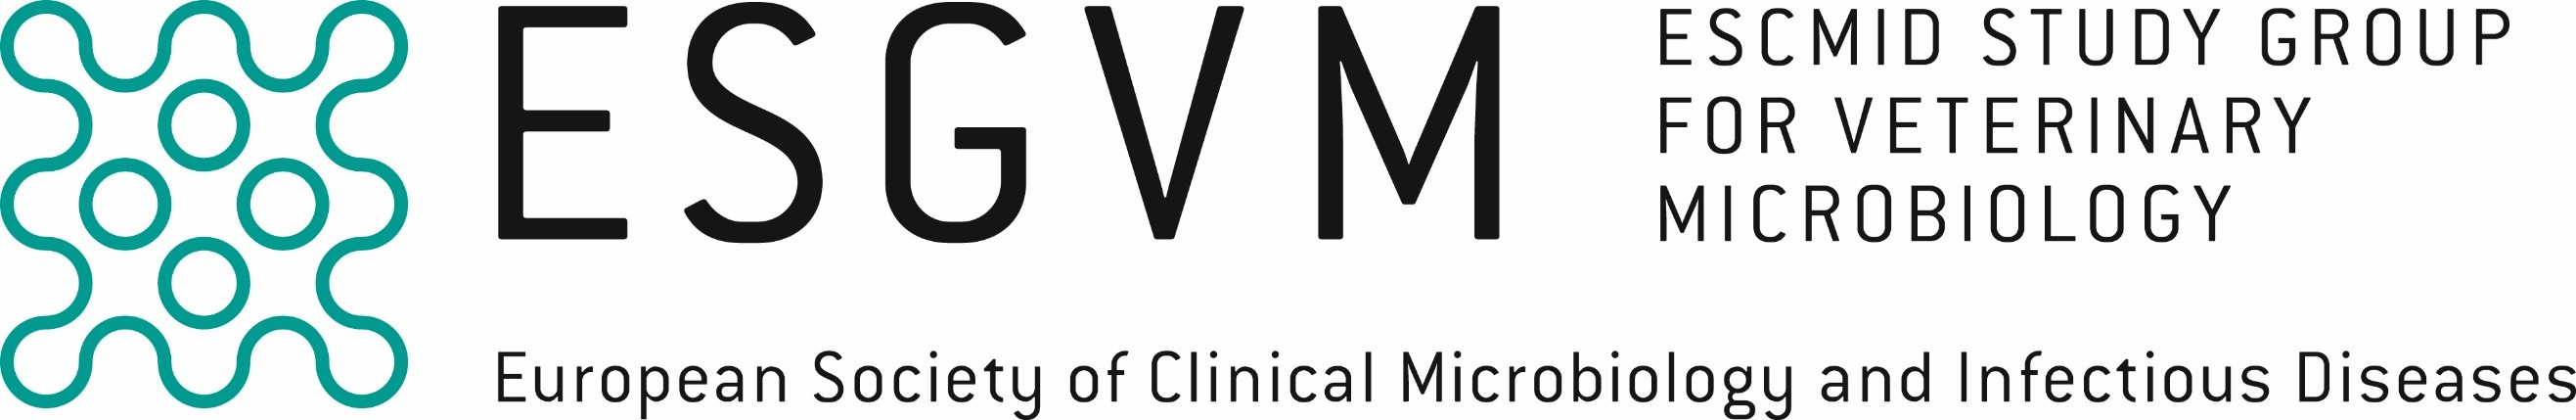 ESGVM
ESCMID STUDY GROUP
FOR VETERINARY
MICROBIOLOGY
European Society of Clinical Microbiology and Infectious Diseases